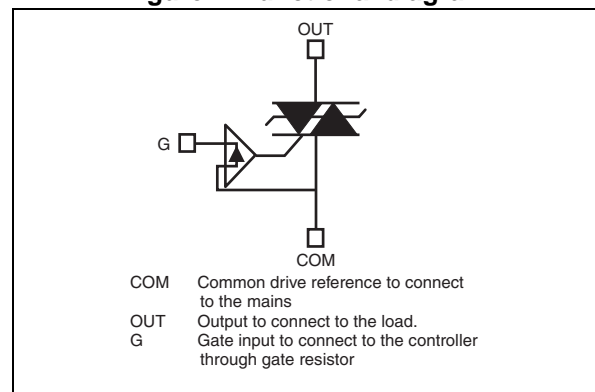 OUT
G
COM
COM Common drive reference to connect
to the mains
OUT Output to connect to the load.
G Gate input to connect to the controller
through gate resistor